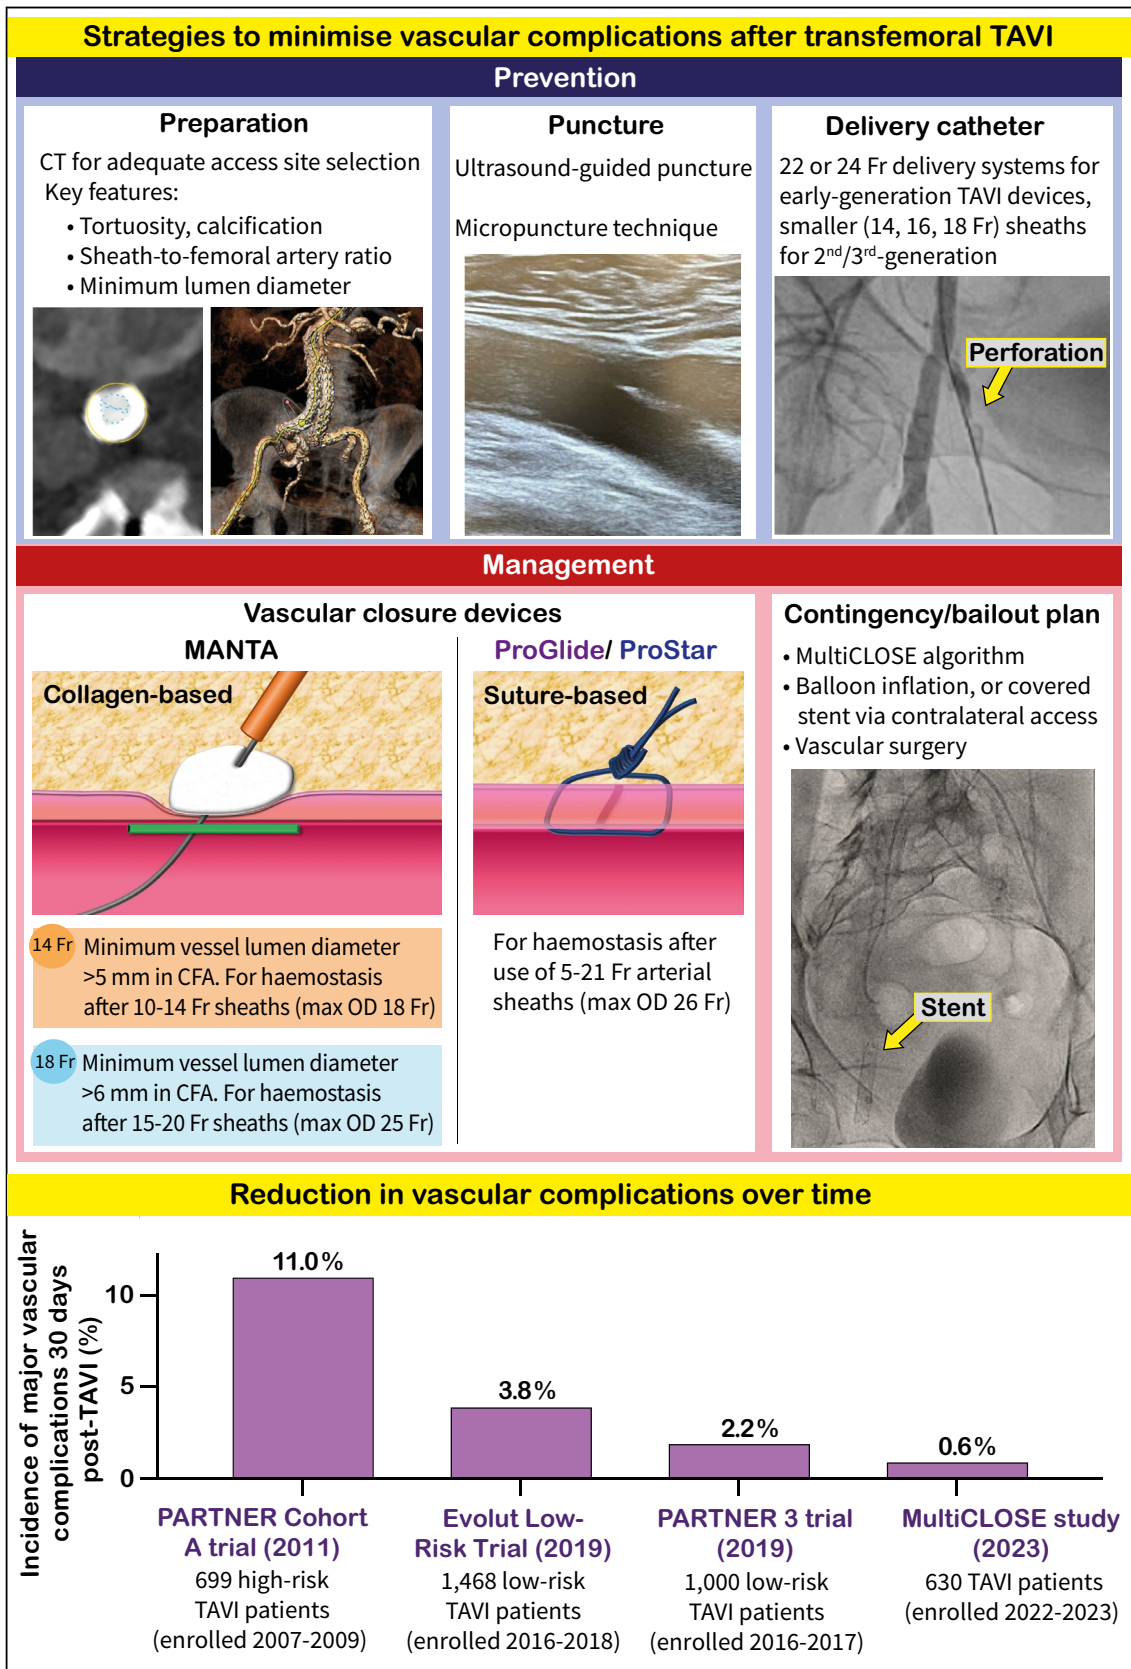 Strategies to minimise vascular complications after transfemoral TAVI
Prevention
Preparation
CT for adequate access site selection
Key features:
• Tortuosity, calcification
• Sheath-to-femoral artery ratio
• Minimum lumen diameter
Puncture
Ultrasound-guided puncture
Micropuncture technique
Delivery catheter
22 or 24 Fr delivery systems for
early-generation TAVI devices,
smaller (14, 16, 18 Fr) sheaths
for 2nd/3rd-generation
Perforation
Management
Vascular closure devices
MANTA
Collagen-based
14 Fr
Minimum vessel lumen diameter
>5 mm in CFA. For haemostasis
after 10-14 Fr sheaths (max OD 18 Fr)
18 Fr
Minimum vessel lumen diameter
>6 mm in CFA. For haemostasis
after 15-20 Fr sheaths (max OD 25 Fr)
ProGlide/ ProStar
Suture-based
For haemostasis after
use of 5-21 Fr arterial
sheaths (max OD 26 Fr)
Contingency/bailout plan
• MultiCLOSE algorithm
• Balloon inflation, or covered
stent via contralateral access
• Vascular surgery
Stent
Reduction in vascular complications over time
Incidence of major vascular
complications 30 days
post-TAVI (%)
10
5
0
11.0%
3.8%
2.2%
0.6%
PARTNER Cohort
A trial (2011)
699 high-risk
TAVI patients
(enrolled 2007-2009)
Evolut Low-
Risk Trial (2019)
1,468 low-risk
TAVI patients
(enrolled 2016-2018)
PARTNER 3 trial
(2019)
1,000 low-risk
TAVI patients
(enrolled 2016-2017)
MultiCLOSE study
(2023)
630 TAVI patients
(enrolled 2022-2023)